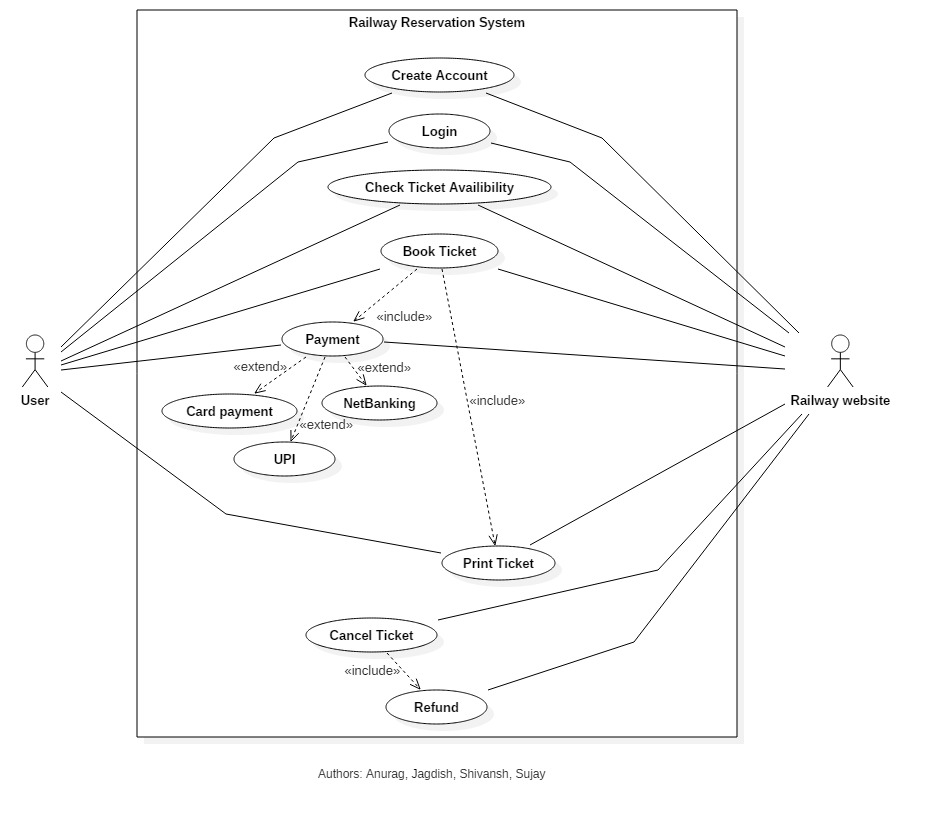 Railway Reservation System
Create Account
Login
Check Ticket Availibility
Book Ticket
«include»
Payment
«extend»
«extend»
User
Railway website
Card payment
NetBanking
«include»
«extend»
UPI
Print Ticket
Cancel Ticket
«include»
Refund
Authors: Anurag, Jagdish, Shivansh, Sujay